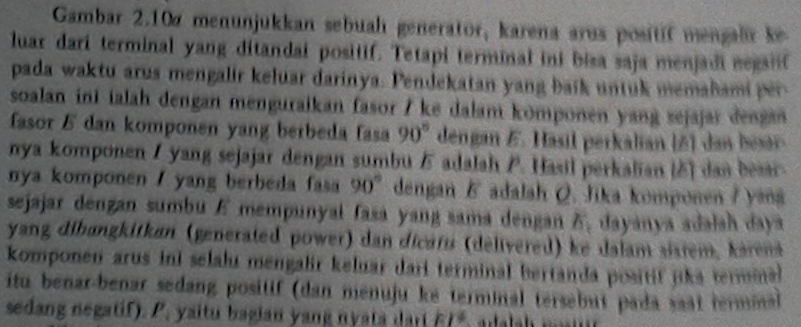 Gambar 2.10a menunjukkan sebuah generator, karena arus positif mengalir ke
luar dari terminal yang ditandai positif. Tetapi terminal ini bisa saja menjadi negatif
pada waktu arus mengalir keluar darinya. Pendekatan yang baik untuk memahami per-
soalan ini ialah dengan menguraikan fasor I ke dalam komponen yang sejajar dengan
fasor E dan komponen yang berbeda fasa 90° dengan E. Hasil perkalian |E| dan besar-
nya komponen I yang sejajar dengan sumbu E adalah P. Hasil perkalian |E| dan besar-
nya komponen I yang berbeda fasa 90° dengan E adalah Q. Jika komponen I yang
sejajar dengan sumbu E mempunyai fasa yang sama dengan E, dayanya adalah daya
yang dibangkitkan (generated power) dan dicatu (delivered) ke dalam sistem, karena
komponen arus ini selalu mengalir keluar dari terminal bertanda positif jika terminal
itu benar-benar sedang positif (dan menuju ke terminal tersebut pada saat terminal
sedang negatif). P, yaitu bagian yang nyata dari EI*, adalah positif